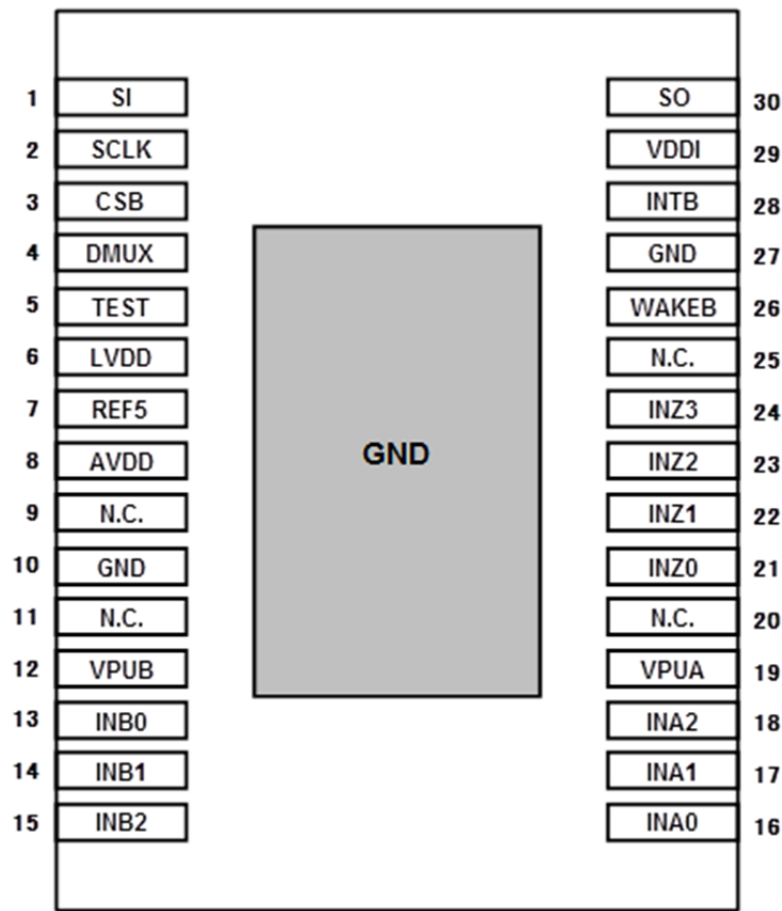 1 SI SO 30
2 SCLK VDDI 29
3 CSB INTB 28
4 DMUX GND 27
5 TEST WAKEB 26
6 LVDD N.C. 25
7 REF5 INZ3 24
8 AVDD GND INZ2 23
9 N.C. INZ1 22
10 GND INZ0 21
11 N.C. N.C. 20
12 VPUB VPUA 19
13 INB0 INA2 18
14 INB1 INA1 17
15 INB2 INA0 16